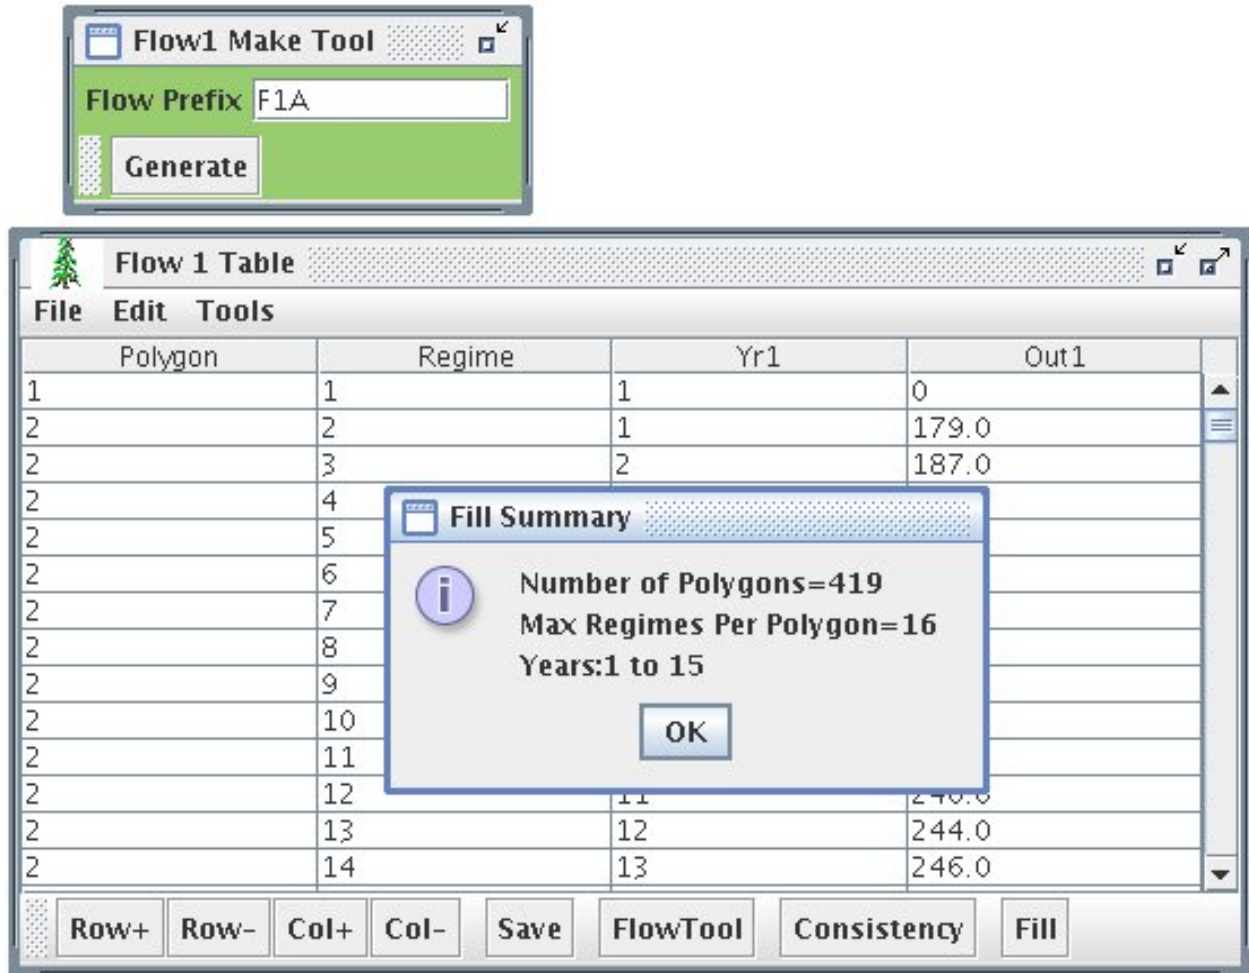 Flow1 Make Tool
Flow Prefix F1A
Generate
Flow 1 Table
File Edit Tools
Polygon Regime Yr1 Out1
1 1 1 0
2 2 1 179.0
2 3 2 187.0
2 4
2 5
2 6
2 7
2 8
2 9
2 10
2 11
2 12 11
2 13 12 244.0
2 14 13 246.0
Fill Summary
Number of Polygons=419
Max Regimes Per Polygon=16
Years:1 to 15
OK
Row+ Row- Col+ Col- Save FlowTool Consistency Fill